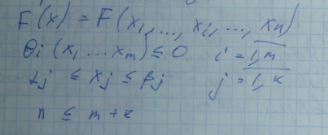 F(x) = F(x₁, ..., xᵢ, ..., xₙ)
θᵢ(x₁ ... xₘ) ≤ 0 i = 1,m
αⱼ ≤ xⱼ ≤ βⱼ j = 1,k
n ≤ m + k